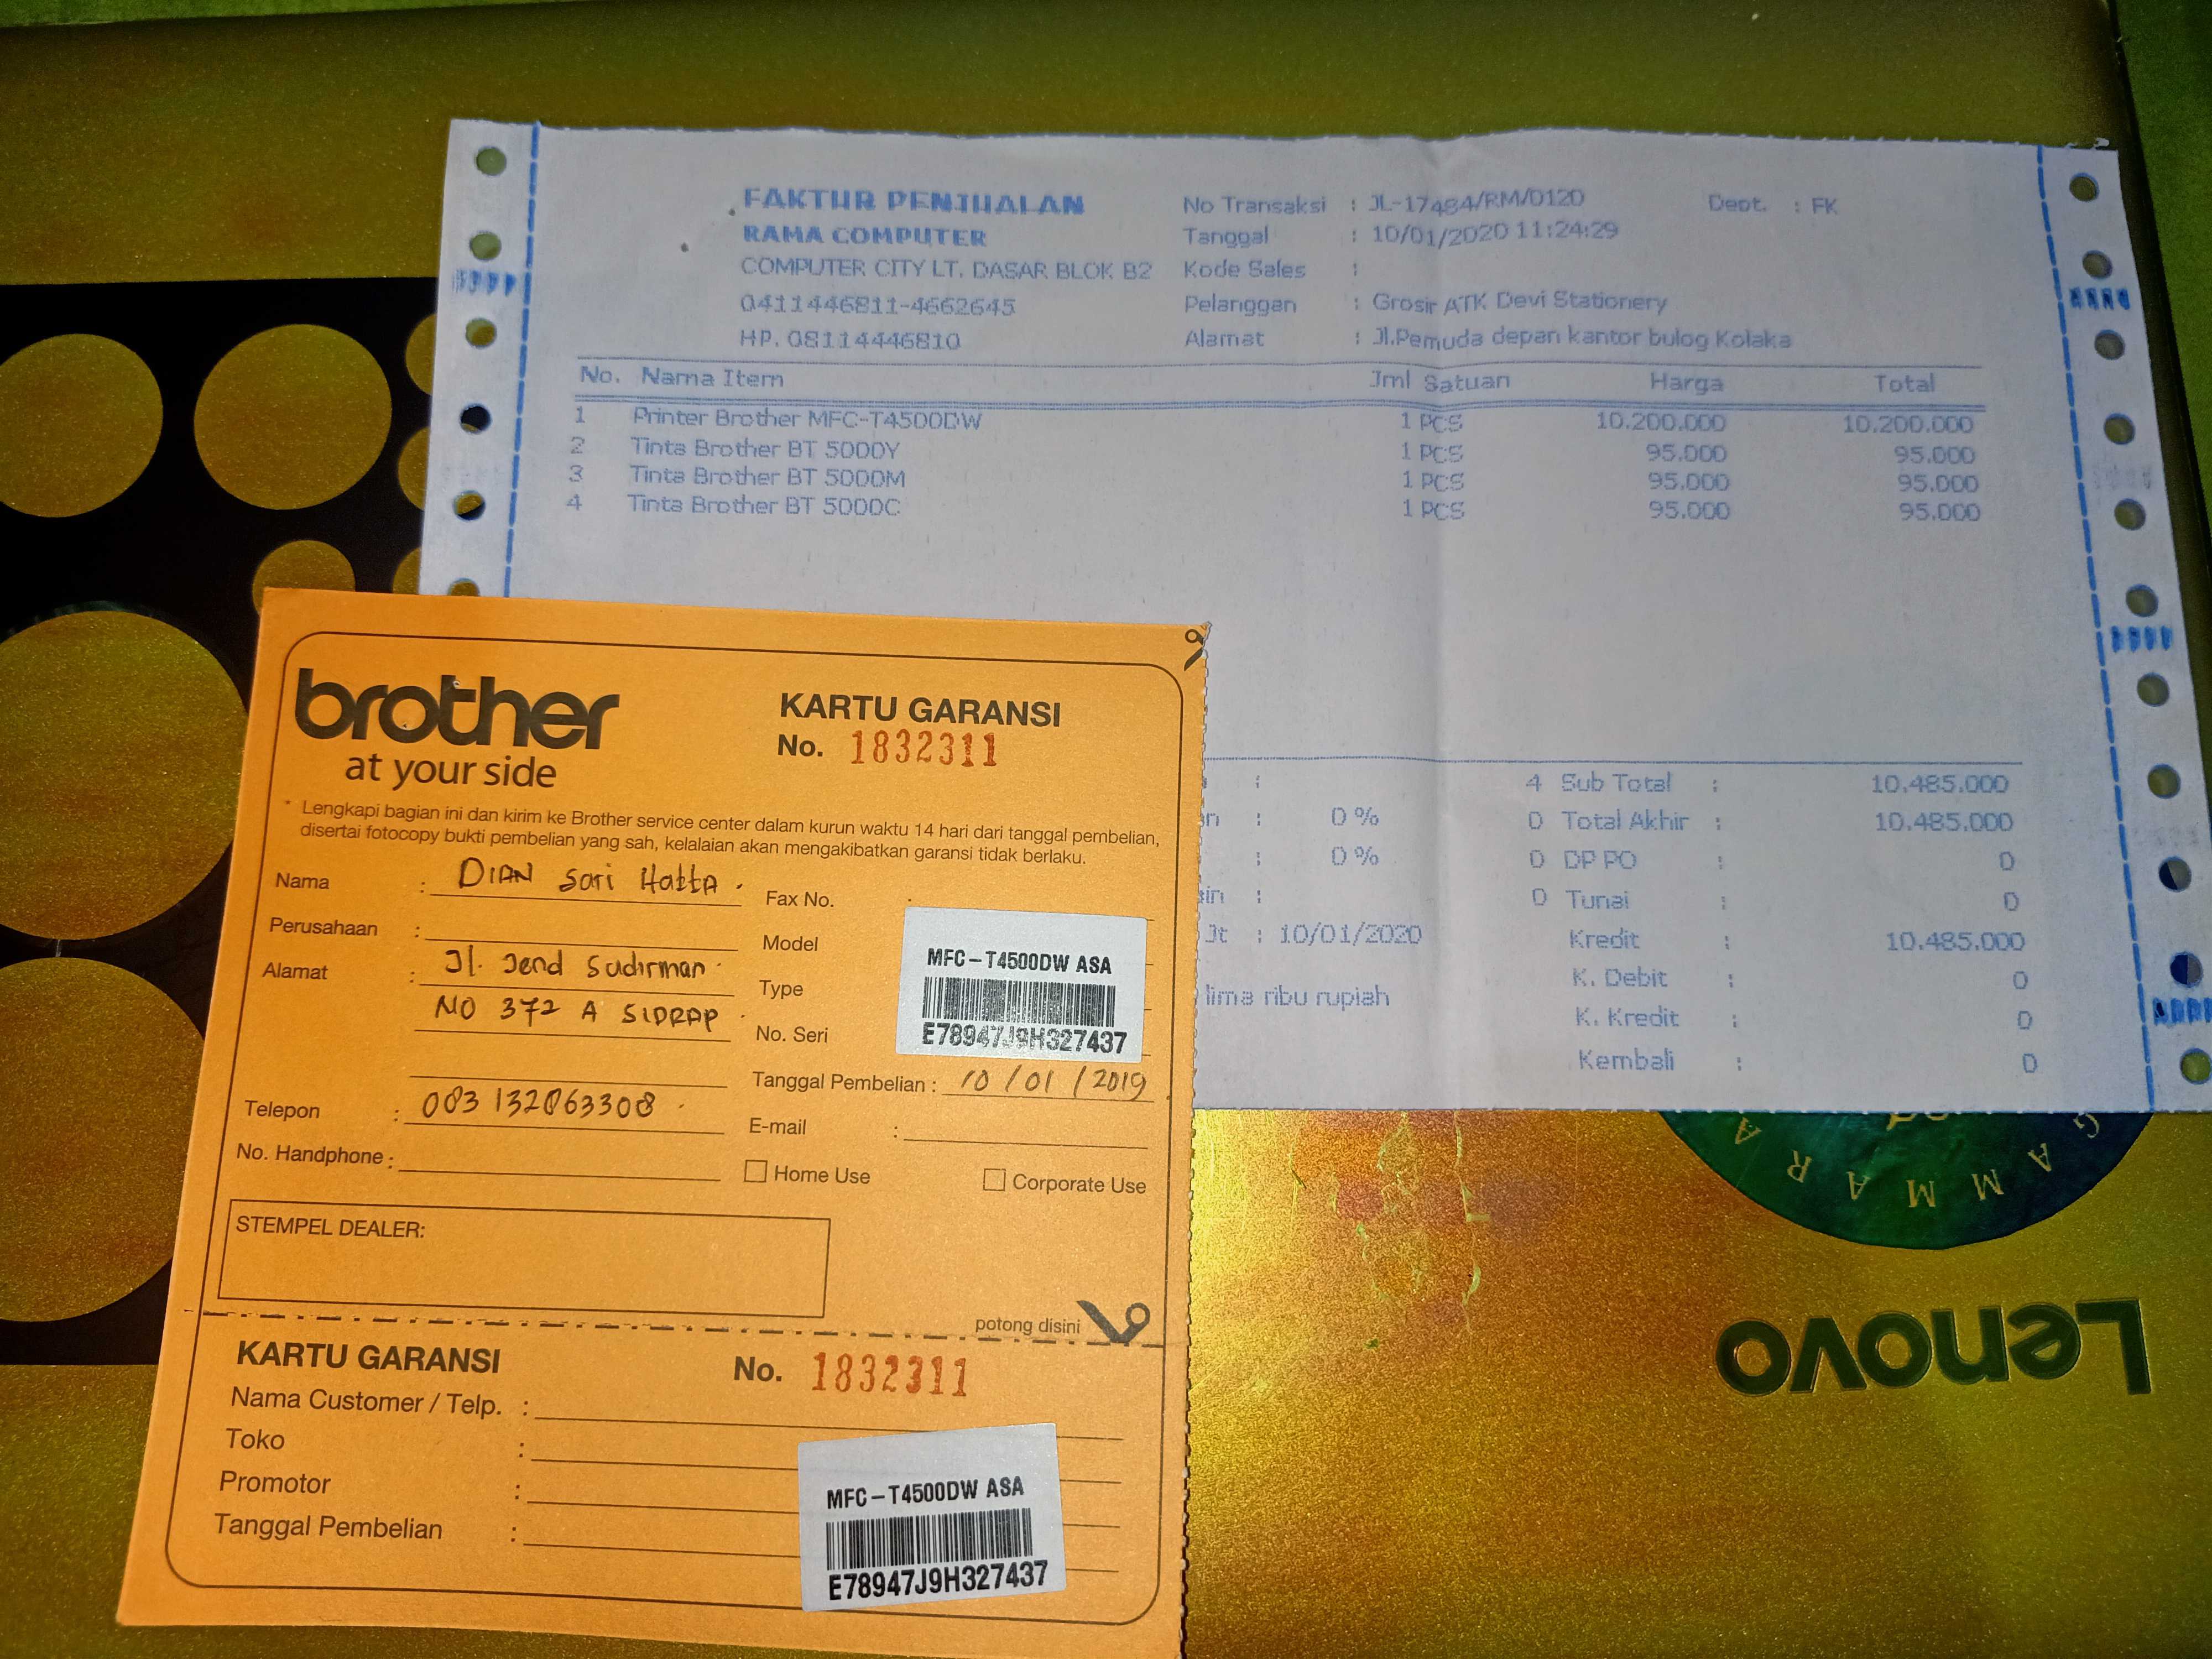 FAKTUR PENJUALAN
RAMA COMPUTER
COMPUTER CITY LT. DASAR BLOK B2
0411446811-4662645
HP. 08114446810
No Transaksi : JL-17484/RM/0120
Tanggal : 10/01/2020 11:24:29
Kode Sales :
Pelanggan : Grosir ATK Devi Stationery
Alamat : Jl.Pemuda depan kantor bulog Kolaka
Dept. : FK
No. Nama Item Jml Satuan Harga Total
1 Printer Brother MFC-T4500DW 1 PCS 10.200.000 10.200.000
2 Tinta Brother BT 5000Y 1 PCS 95.000 95.000
3 Tinta Brother BT 5000M 1 PCS 95.000 95.000
4 Tinta Brother BT 5000C 1 PCS 95.000 95.000
: 4 Sub Total : 10.485.000
: 0 % 0 Total Akhir : 10.485.000
: 0 % 0 DP PO : 0
: 0 Tunai : 0
Jt : 10/01/2020 Kredit : 10.485.000
K. Debit : 0
lima ribu rupiah K. Kredit : 0
Kembali : 0
brother
at your side
KARTU GARANSI
No. 1832311
* Lengkapi bagian ini dan kirim ke Brother service center dalam kurun waktu 14 hari dari tanggal pembelian,
disertai fotocopy bukti pembelian yang sah, kelalaian akan mengakibatkan garansi tidak berlaku.
Nama : DIAN Sari Hatta .
Perusahaan :
Alamat : Jl. Jend Sudirman
NO 372 A SIDRAP
Telepon : 083132063308
No. Handphone :
Fax No. :
Model
Type
No. Seri
MFC-T4500DW ASA
E78947J9H327437
Tanggal Pembelian : 10/01/2019
E-mail :
Home Use
Corporate Use
STEMPEL DEALER:
potong disini
KARTU GARANSI
No. 1832311
Nama Customer / Telp. :
Toko :
Promotor :
Tanggal Pembelian :
MFC-T4500DW ASA
E78947J9H327437
GAMMARA
Lenovo